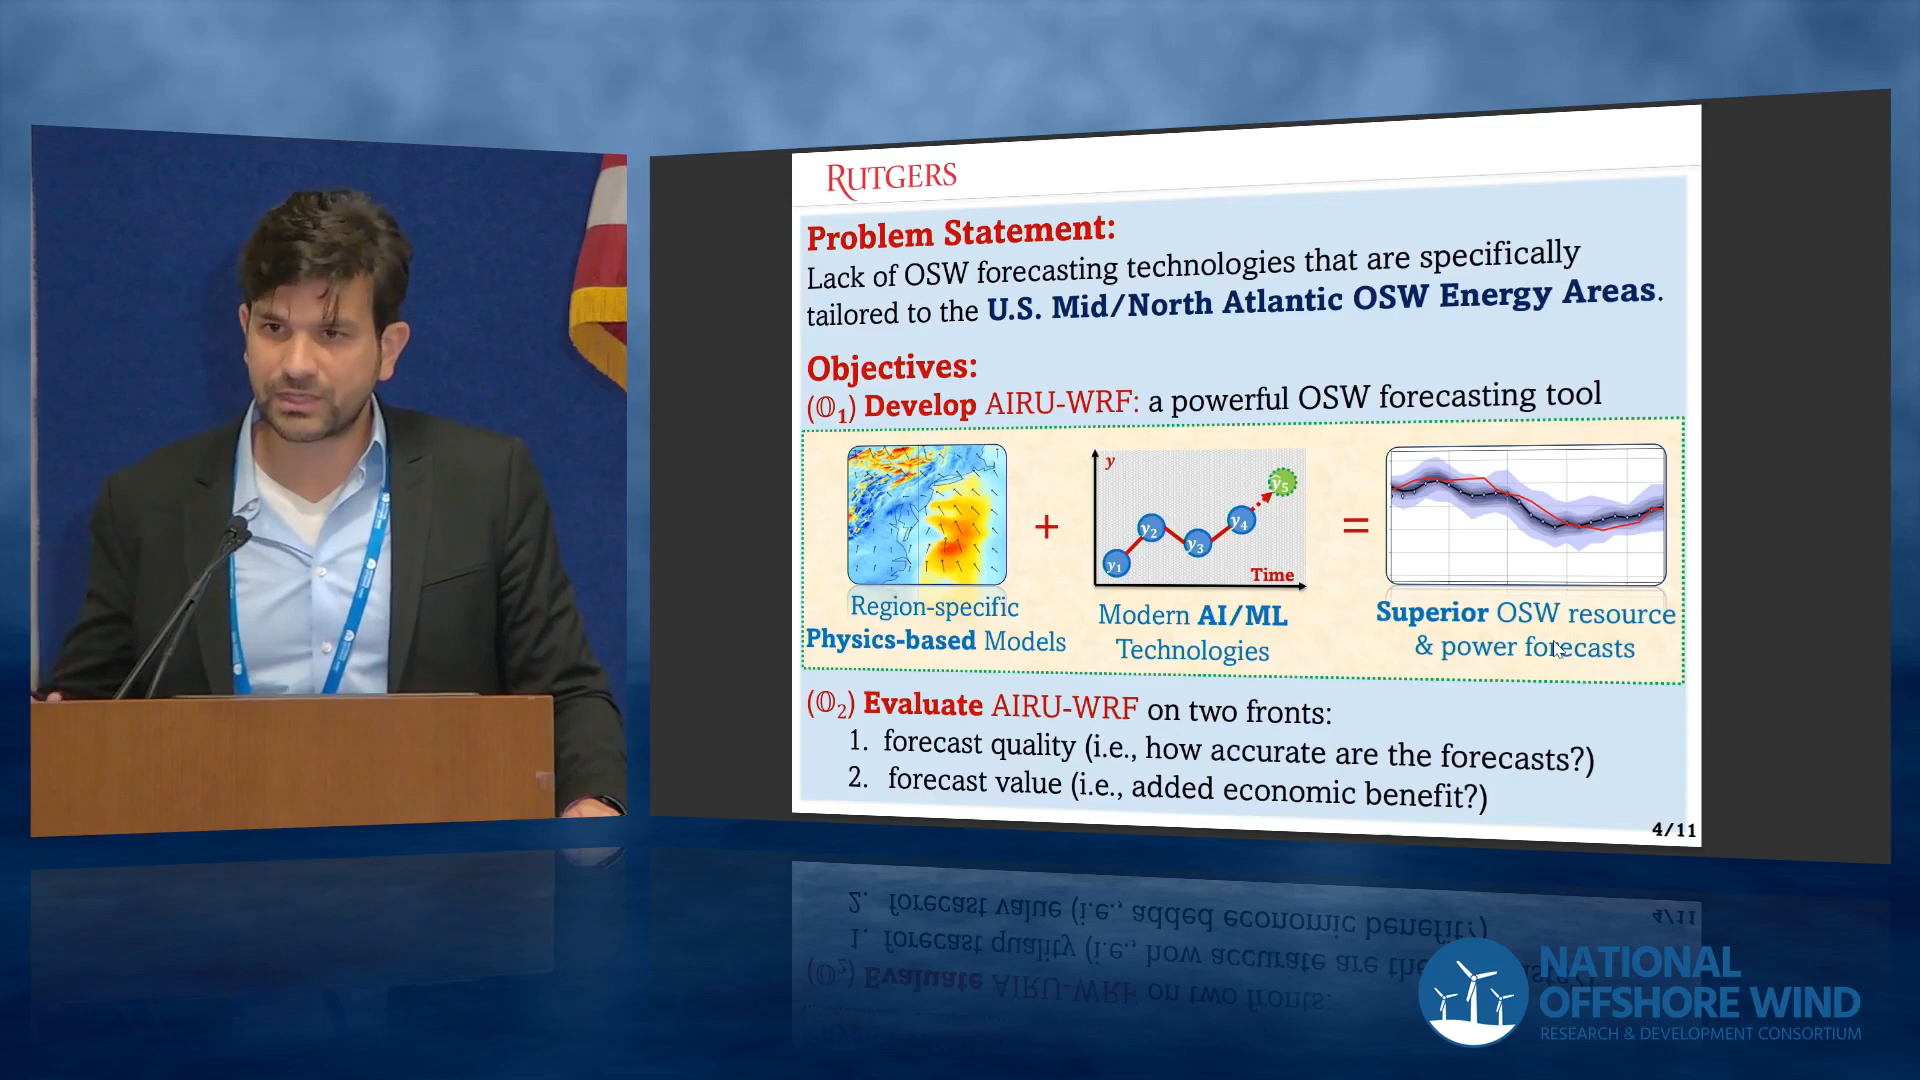 RUTGERS
Problem Statement:
Lack of OSW forecasting technologies that are specifically
tailored to the U.S. Mid/North Atlantic OSW Energy Areas.
Objectives:
(𝕆₁) Develop AIRU-WRF: a powerful OSW forecasting tool
y
y₁
y₂
y₃
y₄
y₅
Time
+
=
Region-specific
Physics-based Models
Modern AI/ML
Technologies
Superior OSW resource
& power forecasts
(𝕆₂) Evaluate AIRU-WRF on two fronts:
1. forecast quality (i.e., how accurate are the forecasts?)
2. forecast value (i.e., added economic benefit?)
4/11
NATIONAL
OFFSHORE WIND
RESEARCH & DEVELOPMENT CONSORTIUM